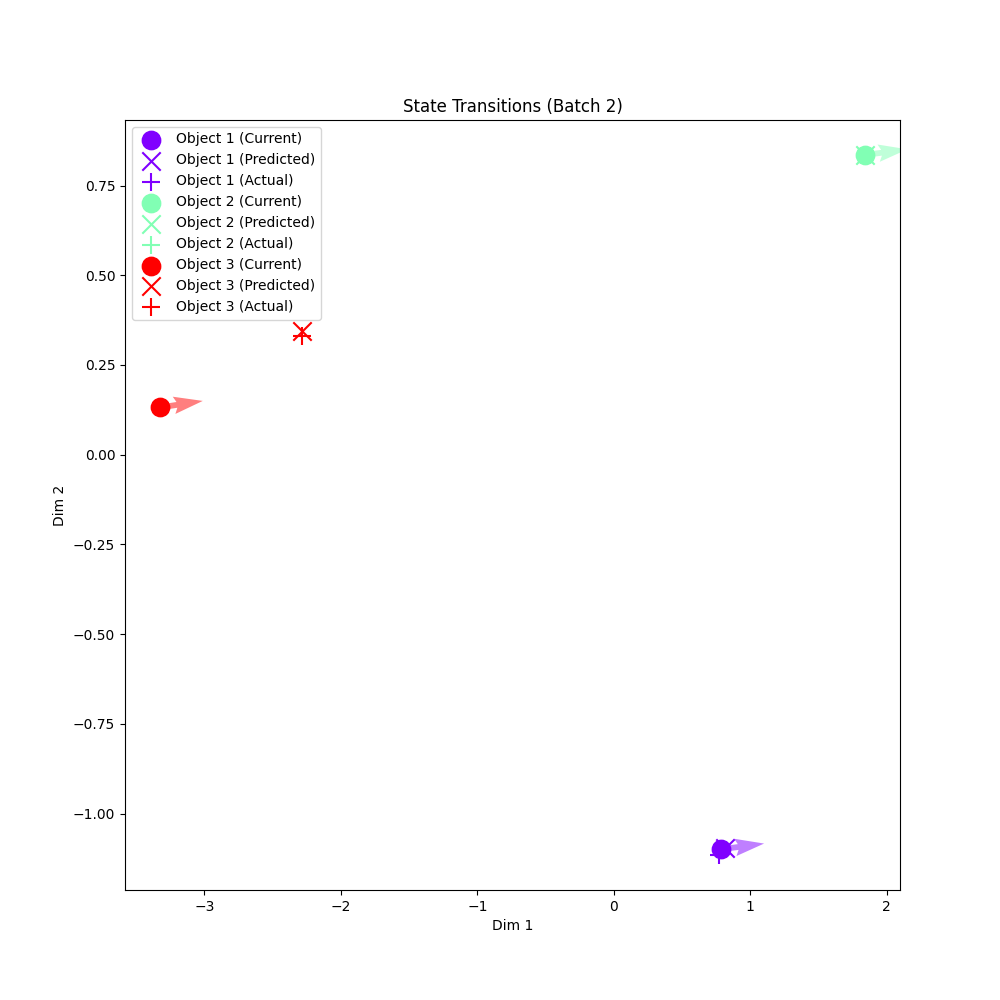 State Transitions (Batch 2)
Object 1 (Current)
Object 1 (Predicted)
Object 1 (Actual)
Object 2 (Current)
Object 2 (Predicted)
Object 2 (Actual)
Object 3 (Current)
Object 3 (Predicted)
Object 3 (Actual)
0.75
0.50
0.25
0.00
−0.25
−0.50
−0.75
−1.00
Dim 2
−3 −2 −1 0 1 2
Dim 1